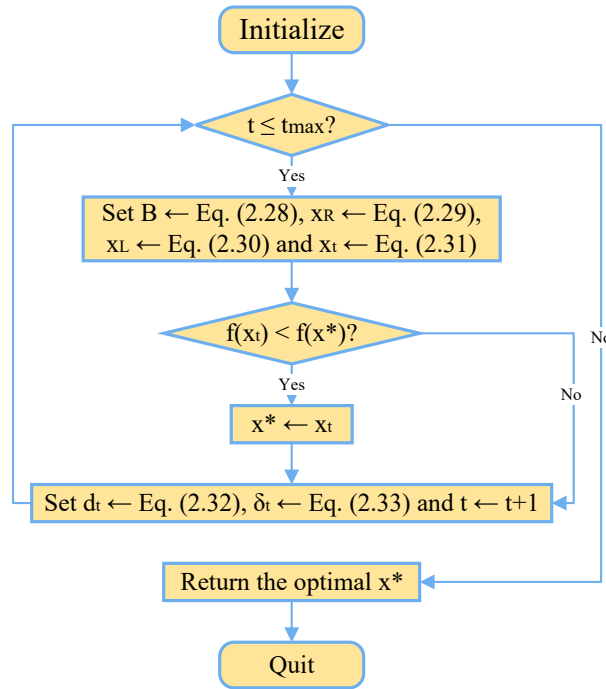 Initialize
t ≤ tmax?
Yes
Set B ← Eq. (2.28), xR ← Eq. (2.29),
xL ← Eq. (2.30) and xt ← Eq. (2.31)
f(xt) < f(x*)?
No
Yes
No
x* ← xt
Set dt ← Eq. (2.32), δt ← Eq. (2.33) and t ← t+1
Return the optimal x*
Quit